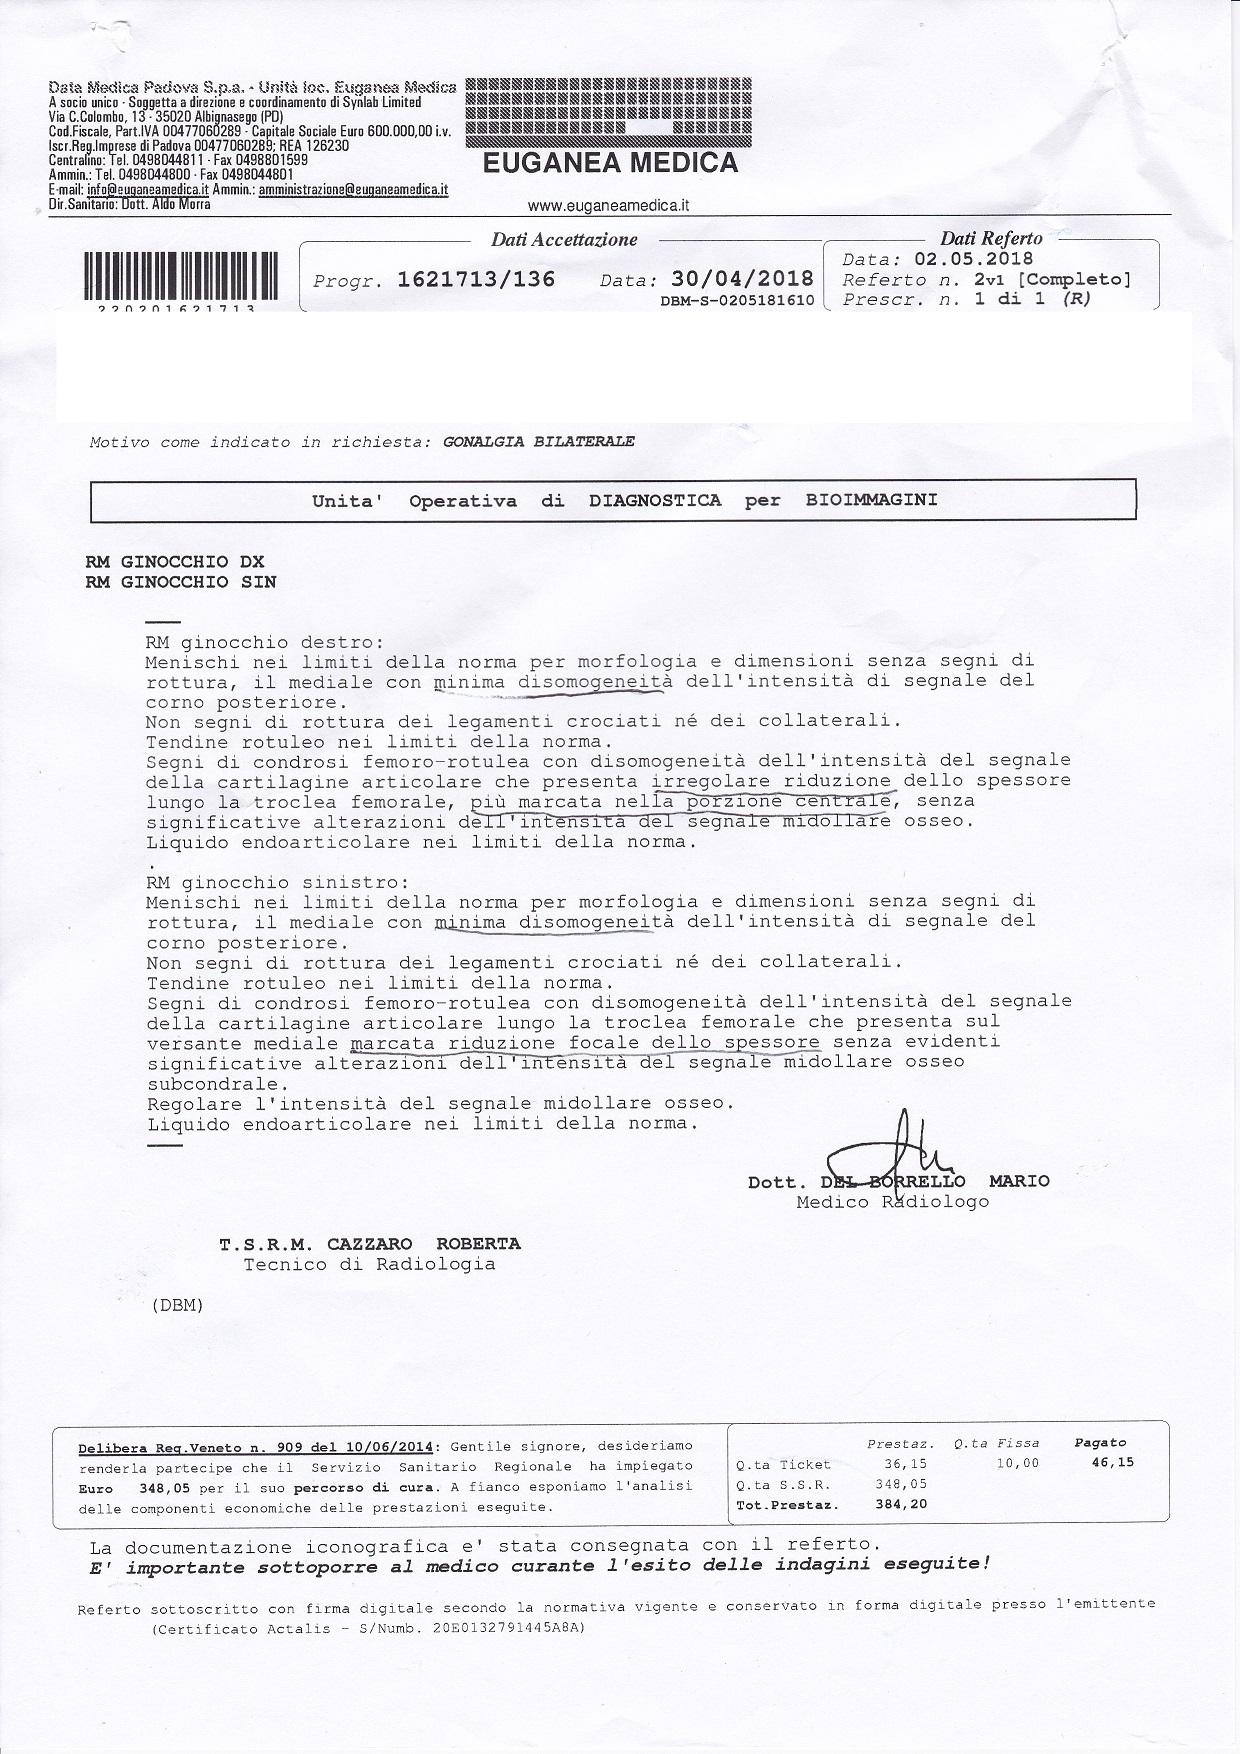 Data Medica Padova S.p.a. - Unità loc. Euganea Medica
A socio unico - Soggetta a direzione e coordinamento di Synlab Limited
Via C.Colombo, 13 - 35020 Albignasego (PD)
Cod.Fiscale, Part.IVA 00477060289 - Capitale Sociale Euro 600.000,00 i.v.
Iscr.Reg.Imprese di Padova 00477060289; REA 126230
Centralino: Tel. 0498044811 - Fax 0498801599
Ammin.: Tel. 0498044800 - Fax 0498044801
E-mail: info@euganeamedica.it Ammin.: amministrazione@euganeamedica.it
Dir.Sanitario: Dott. Aldo Morra
EUGANEA MEDICA
www.euganeamedica.it
Dati Accettazione
Progr. 1621713/136 Data: 30/04/2018
DBM-S-0205181610
Dati Referto
Data: 02.05.2018
Referto n. 2v1 [Completo]
Prescr. n. 1 di 1 (R)
220201621713
Motivo come indicato in richiesta: GONALGIA BILATERALE
Unita' Operativa di DIAGNOSTICA per BIOIMMAGINI
RM GINOCCHIO DX
RM GINOCCHIO SIN
RM ginocchio destro:
Menischi nei limiti della norma per morfologia e dimensioni senza segni di
rottura, il mediale con minima disomogeneità dell'intensità di segnale del
corno posteriore.
Non segni di rottura dei legamenti crociati né dei collaterali.
Tendine rotuleo nei limiti della norma.
Segni di condrosi femoro-rotulea con disomogeneità dell'intensità del segnale
della cartilagine articolare che presenta irregolare riduzione dello spessore
lungo la troclea femorale, più marcata nella porzione centrale, senza
significative alterazioni dell'intensità del segnale midollare osseo.
Liquido endoarticolare nei limiti della norma.
.
RM ginocchio sinistro:
Menischi nei limiti della norma per morfologia e dimensioni senza segni di
rottura, il mediale con minima disomogeneità dell'intensità di segnale del
corno posteriore.
Non segni di rottura dei legamenti crociati né dei collaterali.
Tendine rotuleo nei limiti della norma.
Segni di condrosi femoro-rotulea con disomogeneità dell'intensità del segnale
della cartilagine articolare lungo la troclea femorale che presenta sul
versante mediale marcata riduzione focale dello spessore senza evidenti
significative alterazioni dell'intensità del segnale midollare osseo
subcondrale.
Regolare l'intensità del segnale midollare osseo.
Liquido endoarticolare nei limiti della norma.
Dott. DEL BORRELLO MARIO
Medico Radiologo
T.S.R.M. CAZZARO ROBERTA
Tecnico di Radiologia
(DBM)
Delibera Reg.Veneto n. 909 del 10/06/2014: Gentile signore, desideriamo
renderla partecipe che il Servizio Sanitario Regionale ha impiegato
Euro 348,05 per il suo percorso di cura. A fianco esponiamo l'analisi
delle componenti economiche delle prestazioni eseguite.
Prestaz. Q.ta Fissa Pagato
Q.ta Ticket 36,15 10,00 46,15
Q.ta S.S.R. 348,05
Tot.Prestaz. 384,20
La documentazione iconografica e' stata consegnata con il referto.
E' importante sottoporre al medico curante l'esito delle indagini eseguite!
Referto sottoscritto con firma digitale secondo la normativa vigente e conservato in forma digitale presso l'emittente
(Certificato Actalis - S/Numb. 20E0132791445A8A)